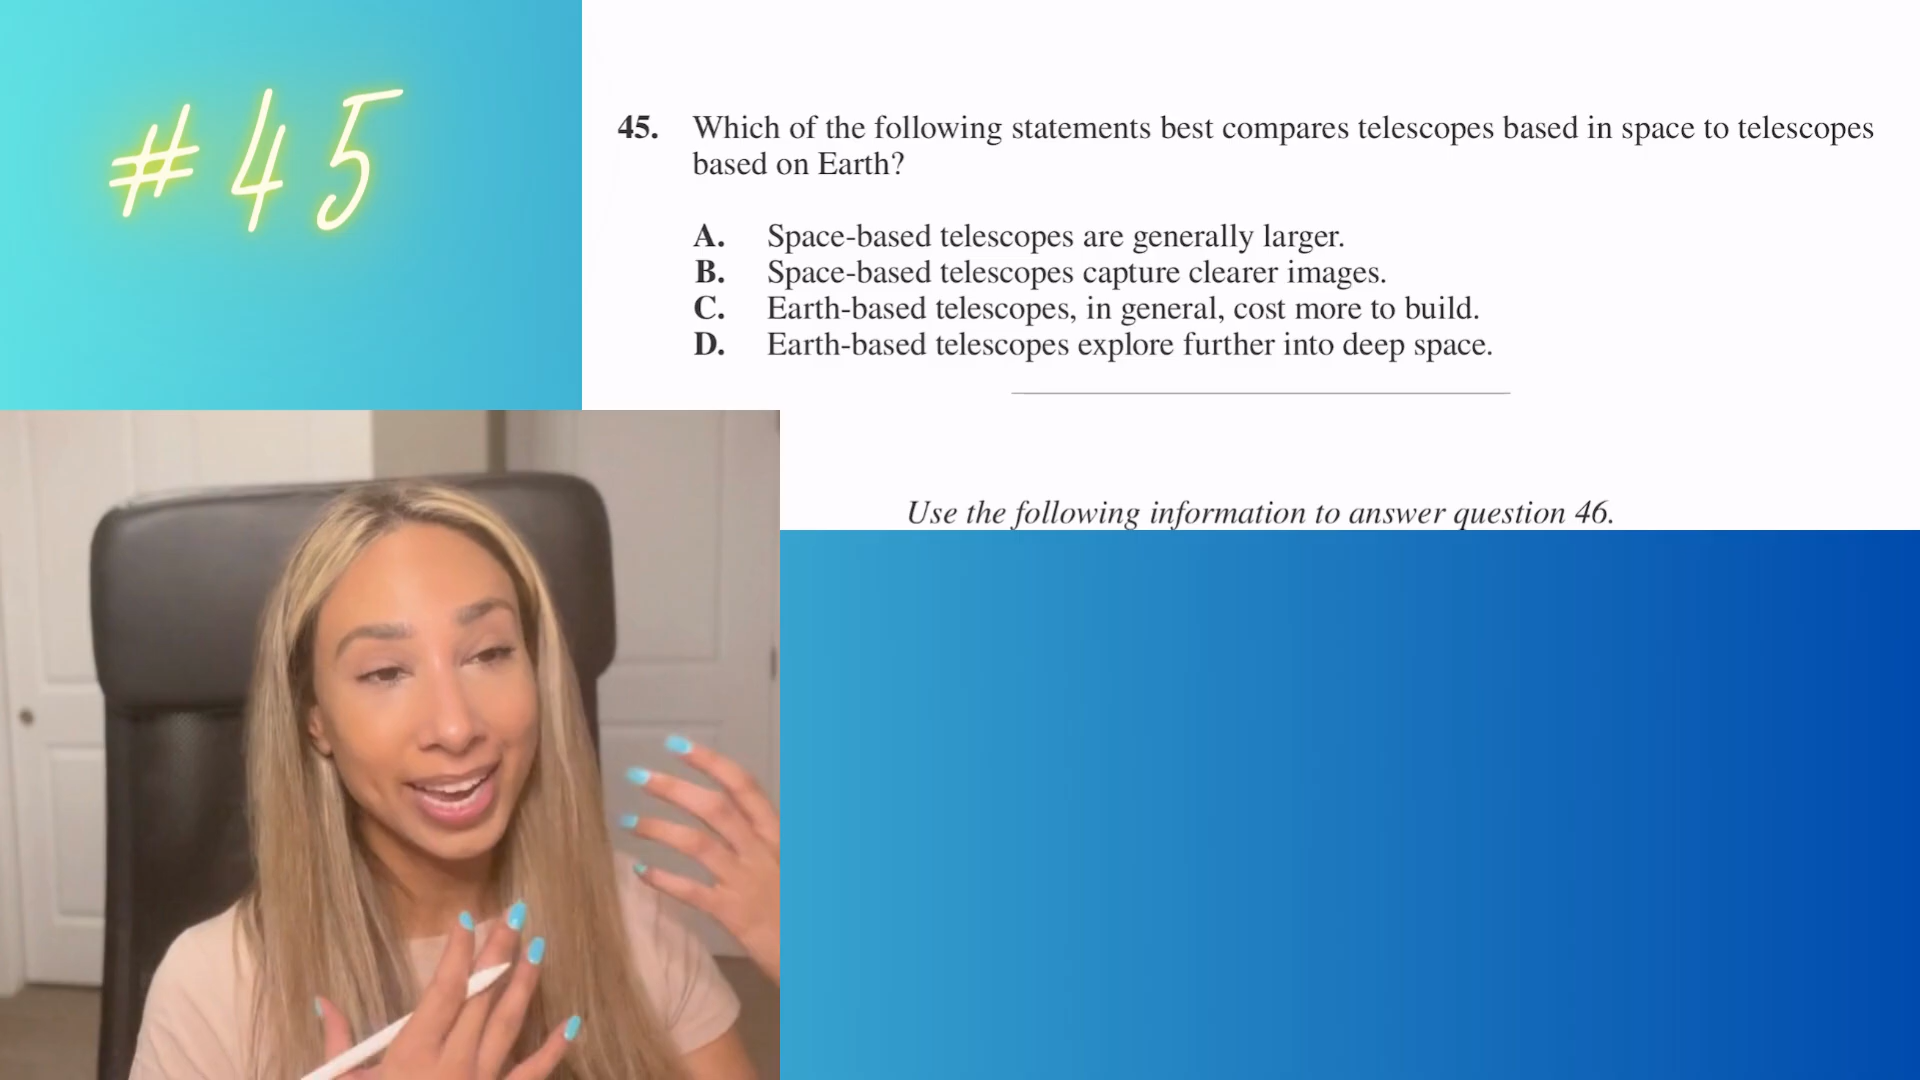 #45
45. Which of the following statements best compares telescopes based in space to telescopes
based on Earth?
A. Space-based telescopes are generally larger.
B. Space-based telescopes capture clearer images.
C. Earth-based telescopes, in general, cost more to build.
D. Earth-based telescopes explore further into deep space.
Use the following information to answer question 46.